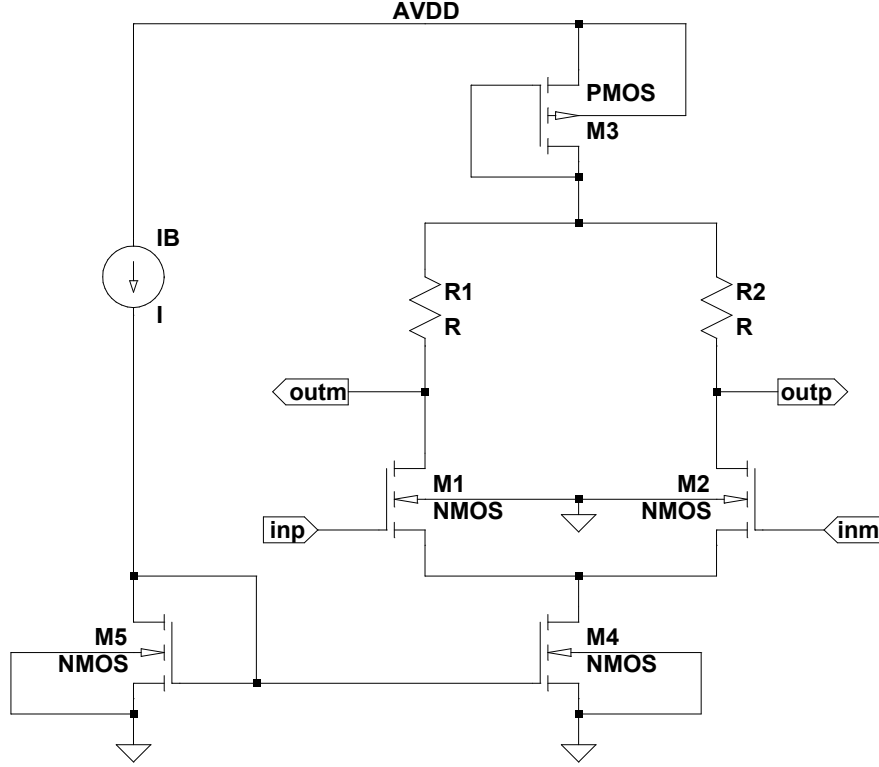 AVDD
PMOS
M3
IB
I
R1
R
R2
R
outm
outp
M1
NMOS
M2
NMOS
inp
inm
M5
NMOS
M4
NMOS